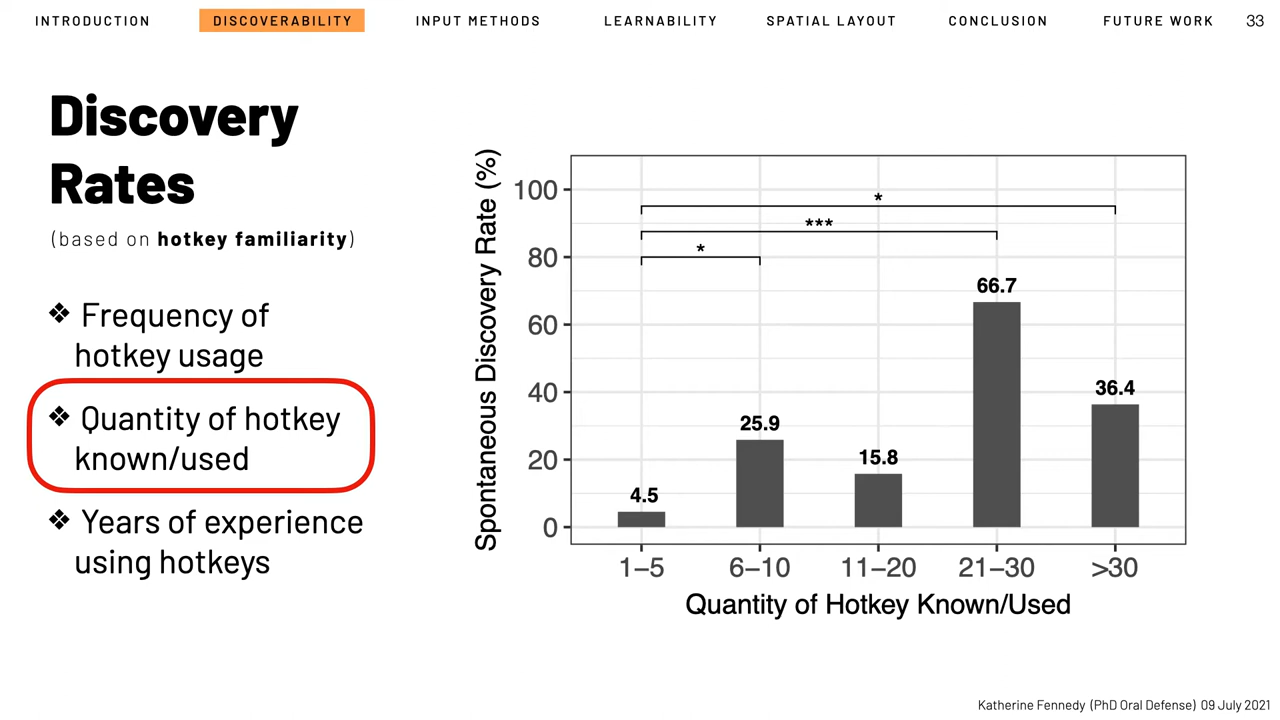 INTRODUCTION DISCOVERABILITY INPUT METHODS LEARNABILITY SPATIAL LAYOUT CONCLUSION FUTURE WORK 33
Discovery
Rates
(based on hotkey familiarity)
❖ Frequency of
hotkey usage
❖ Quantity of hotkey
known/used
❖ Years of experience
using hotkeys
Spontaneous Discovery Rate (%)
100
80
60
40
20
0
*
***
*
4.5
25.9
15.8
66.7
36.4
1–5 6–10 11–20 21–30 >30
Quantity of Hotkey Known/Used
Katherine Fennedy (PhD Oral Defense) 09 July 2021